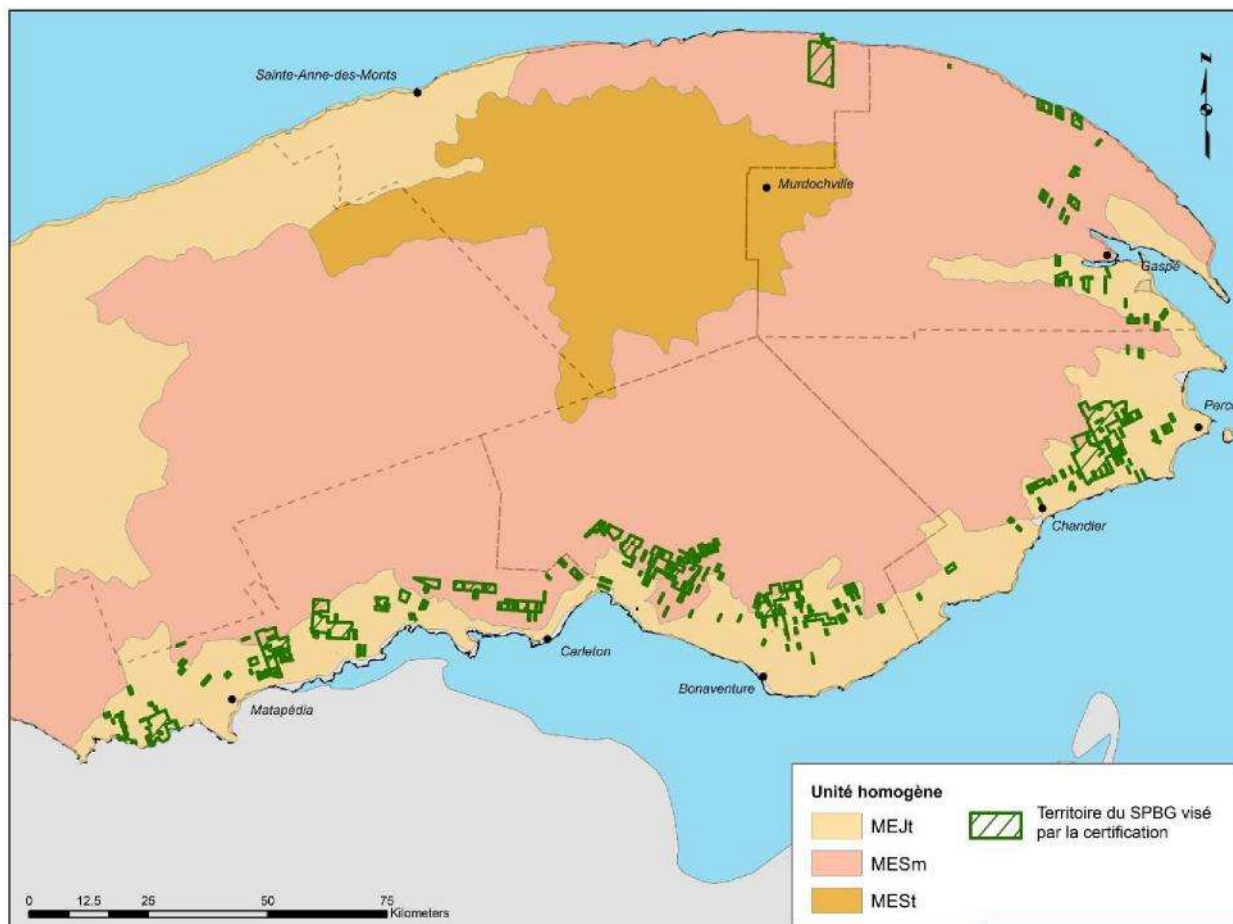 Sainte-Anne-des-Monts
Murdochville
Gaspé
Chandler
Carleton
Bonaventure
Matapédia
Unité homogène
MEJt
MESm
MESt
Territoire du SPBG visé
par la certification
0 12.5 25 50 75
Kilometers